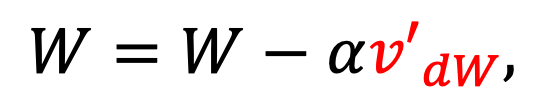 W = W − αv′dW,